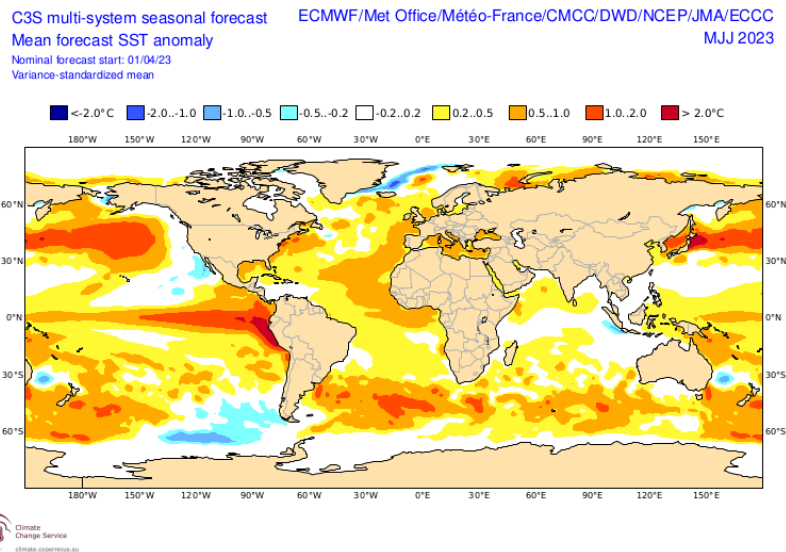 C3S multi-system seasonal forecast
ECMWF/Met Office/Météo-France/CMCC/DWD/NCEP/JMA/ECCC
Mean forecast SST anomaly
MJJ 2023
Nominal forecast start: 01/04/23
Variance-standardized mean
<-2.0°C -2.0..-1.0 -1.0..-0.5 -0.5..-0.2 -0.2..0.2 0.2..0.5 0.5..1.0 1.0..2.0 > 2.0°C
180°W 150°W 120°W 90°W 60°W 30°W 0°E 30°E 60°E 90°E 120°E 150°E
60°N 60°N
30°N 30°N
0°N 0°N
30°S 30°S
60°S 60°S
180°W 150°W 120°W 90°W 60°W 30°W 0°E 30°E 60°E 90°E 120°E 150°E
Climate
Change Service
climate.copernicus.eu